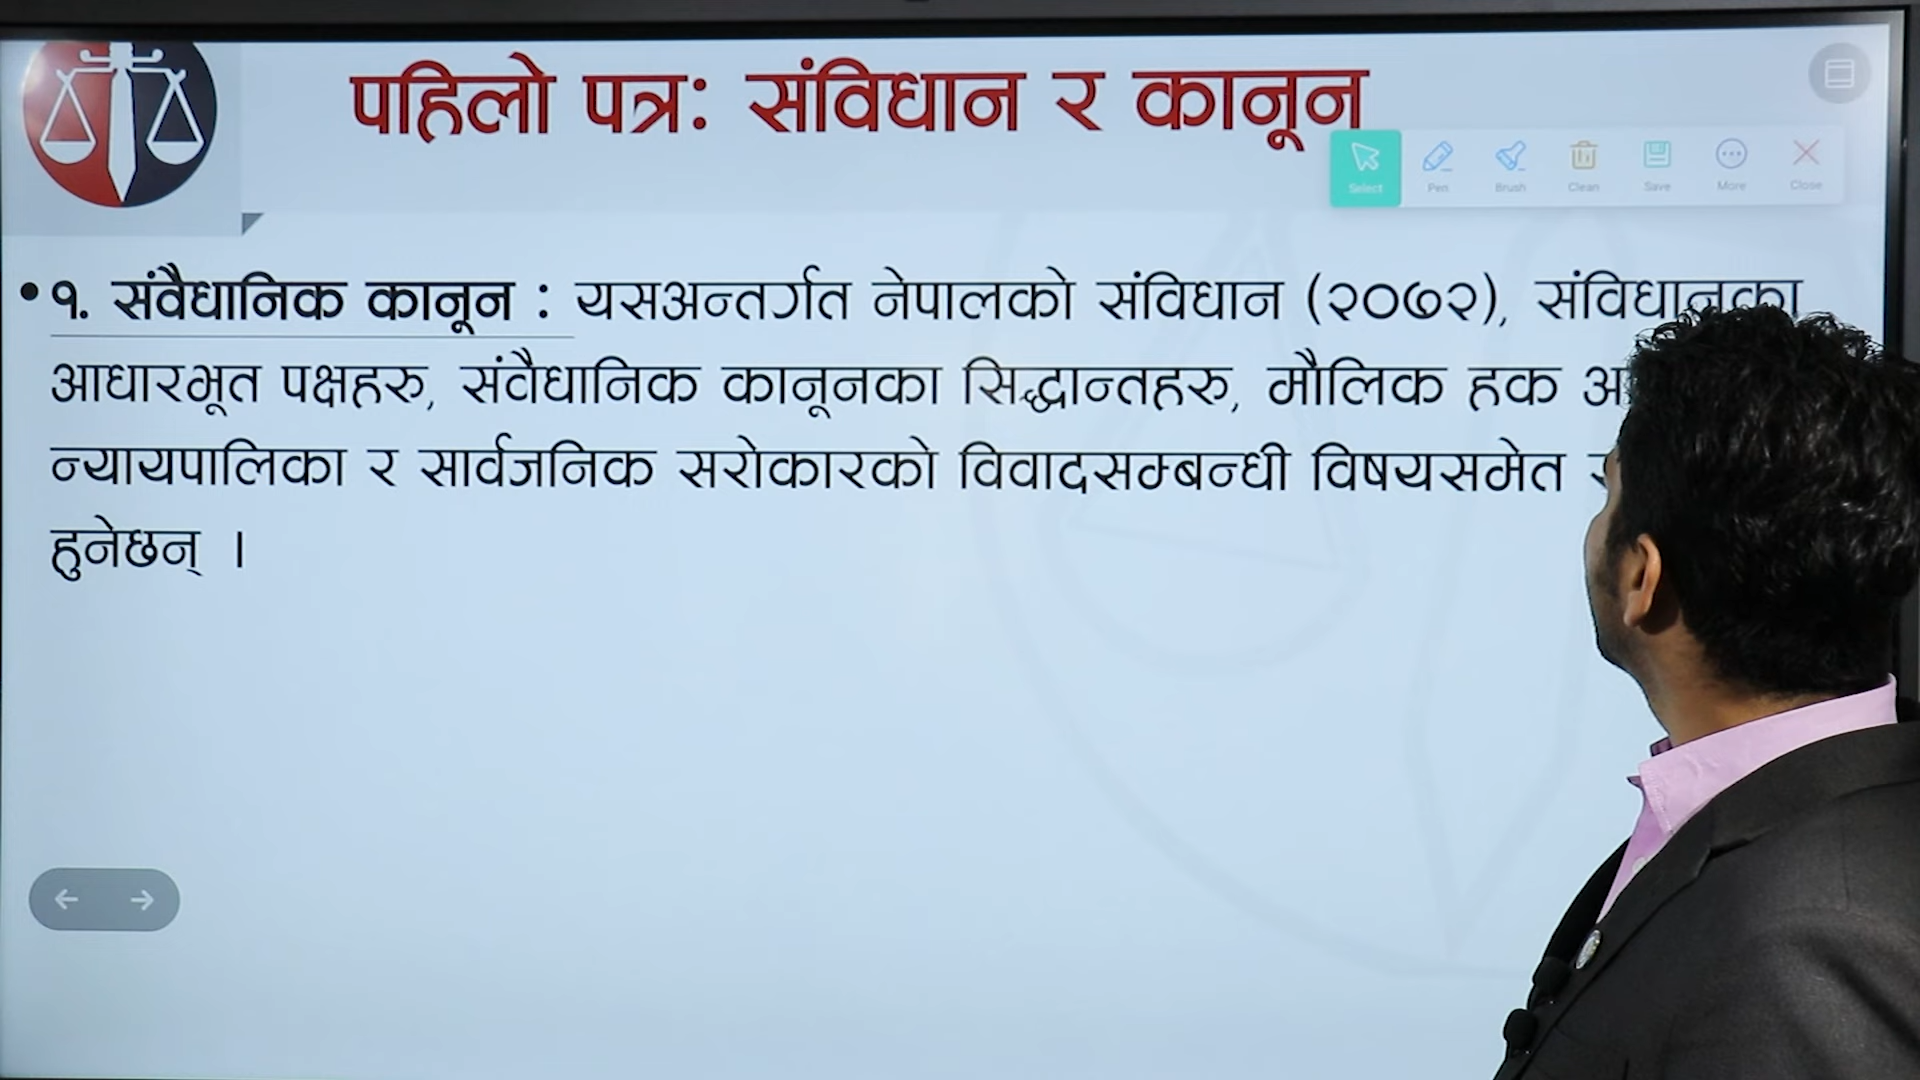 पहिलो पत्र: संविधान र कानून
Select Pen Brush Clean Save More Close
•१. संवैधानिक कानून : यसअन्तर्गत नेपालको संविधान (२०७२), संविधानका
आधारभूत पक्षहरु, संवैधानिक कानूनका सिद्धान्तहरु, मौलिक हक
न्यायपालिका र सार्वजनिक सरोकारको विवादसम्बन्धी विषयसमेत
हुनेछन् ।